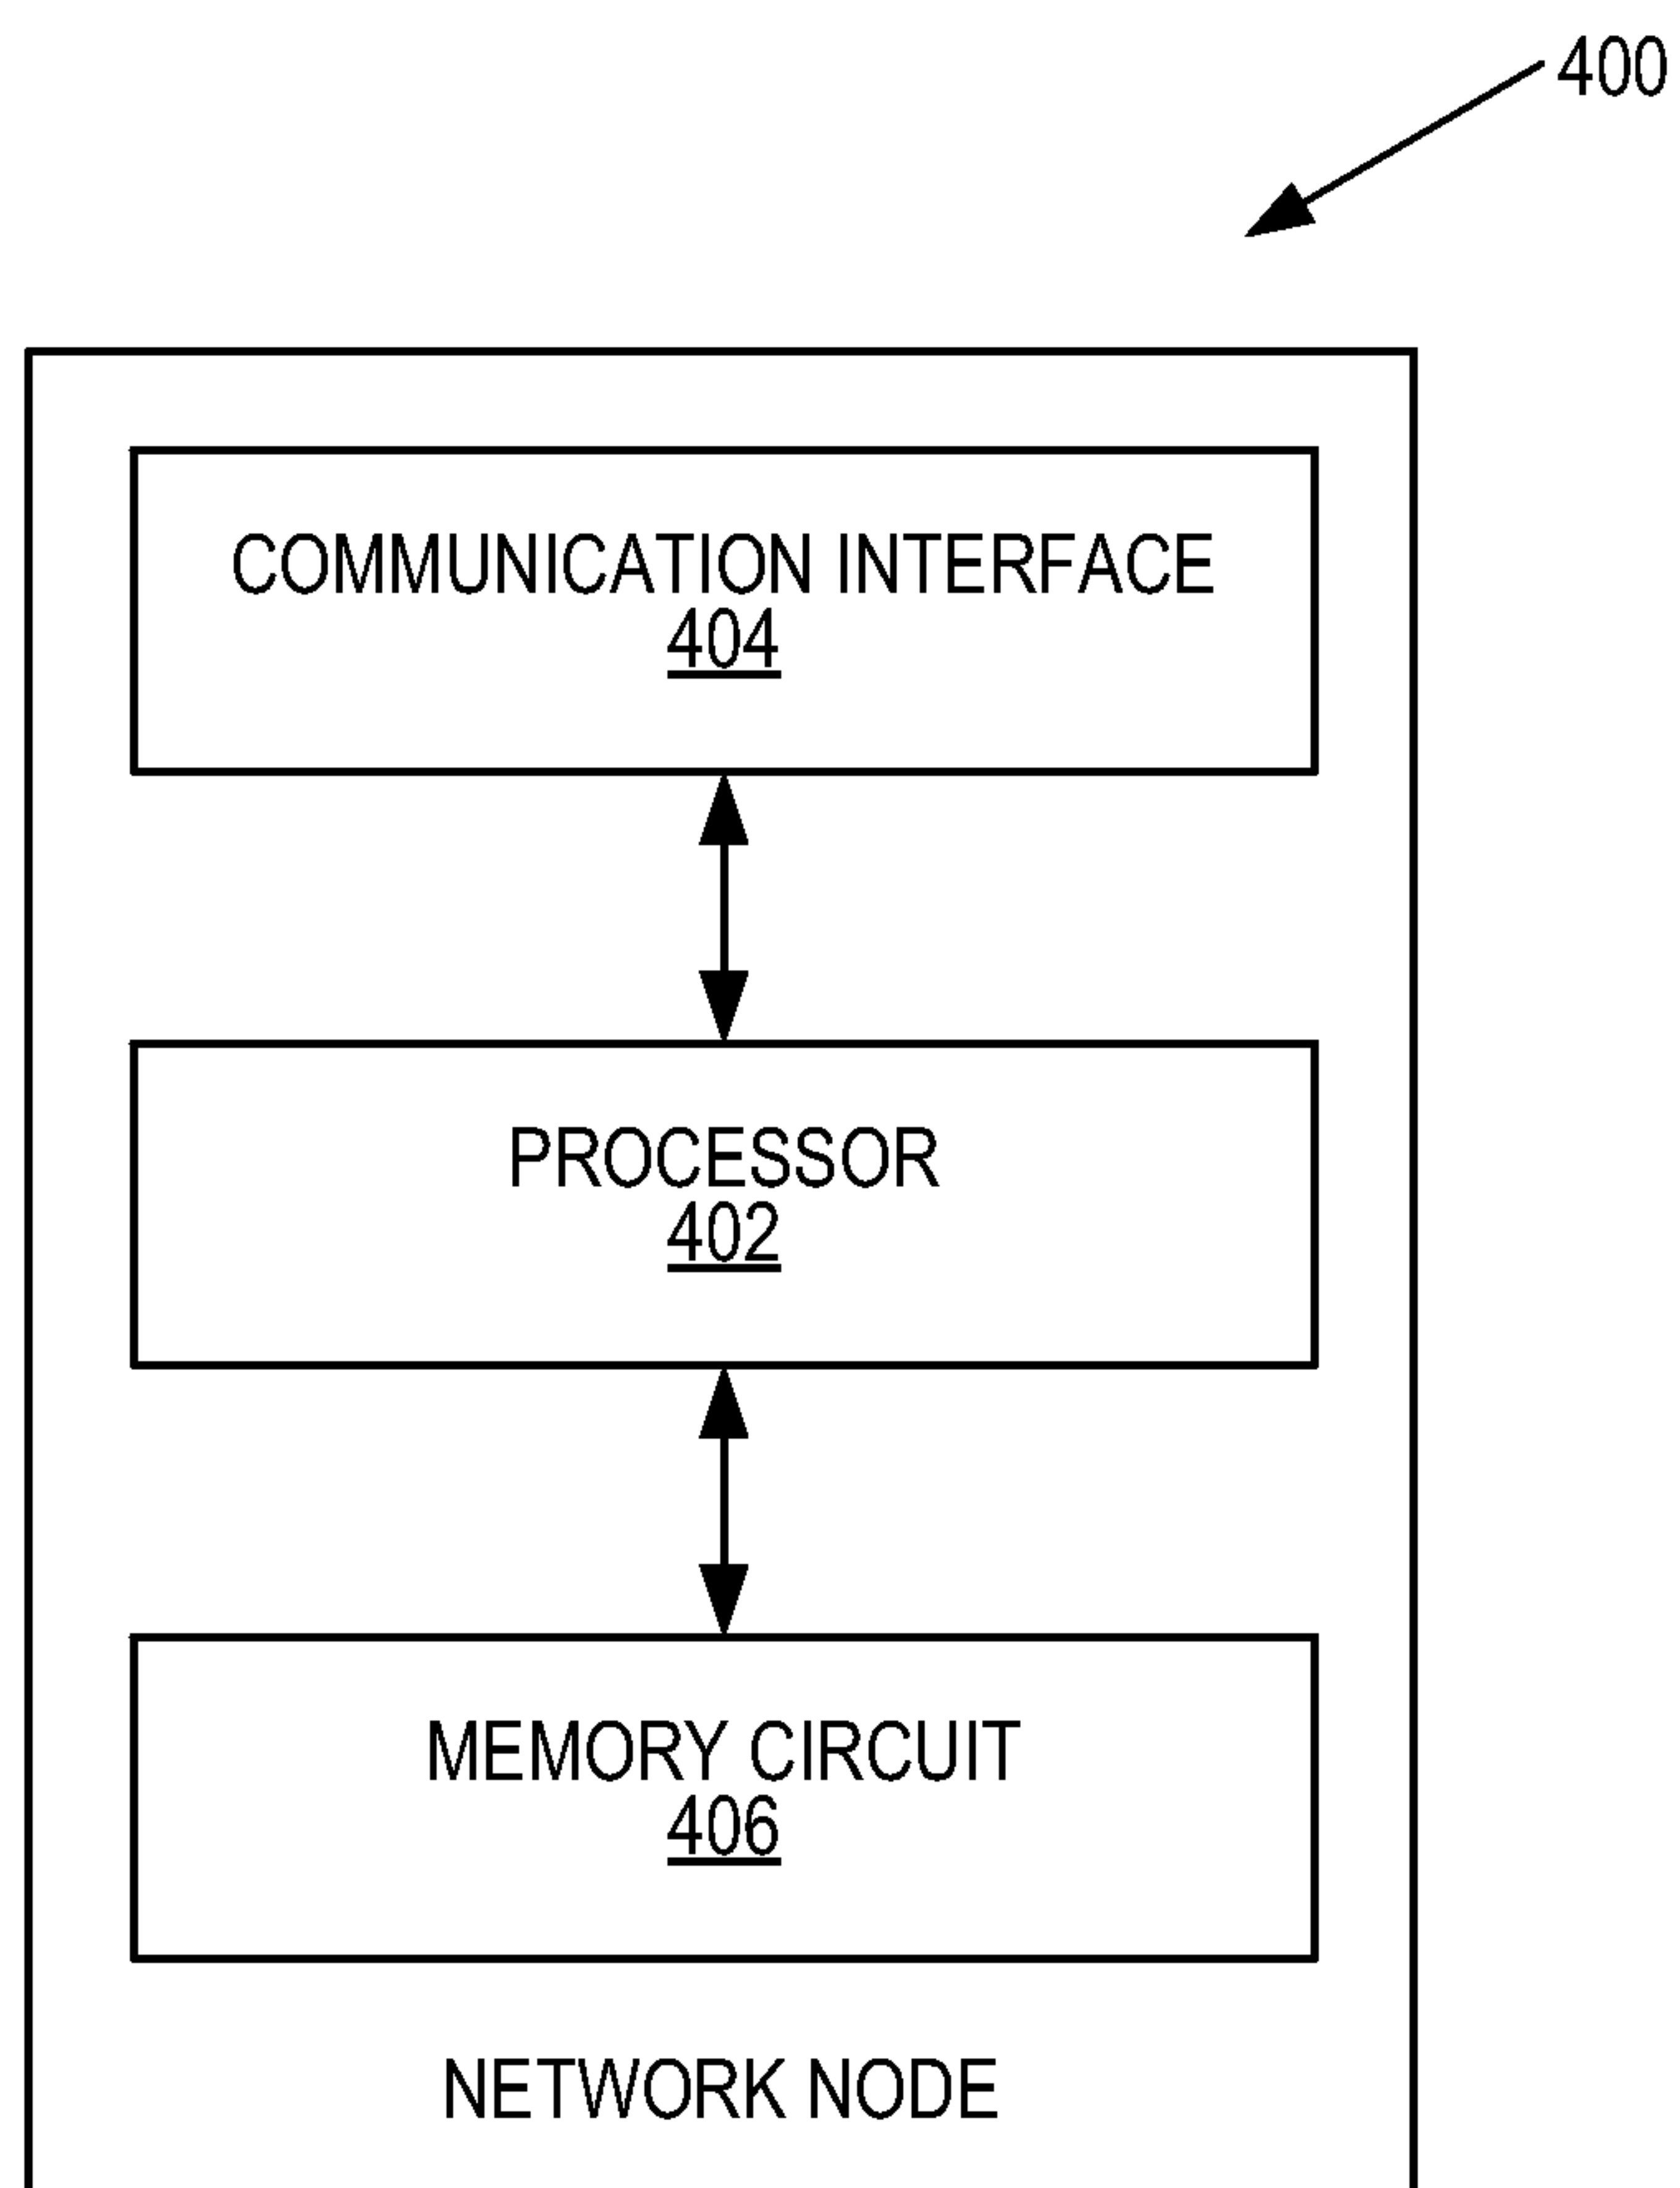 400
COMMUNICATION INTERFACE
404
PROCESSOR
402
MEMORY CIRCUIT
406
NETWORK NODE